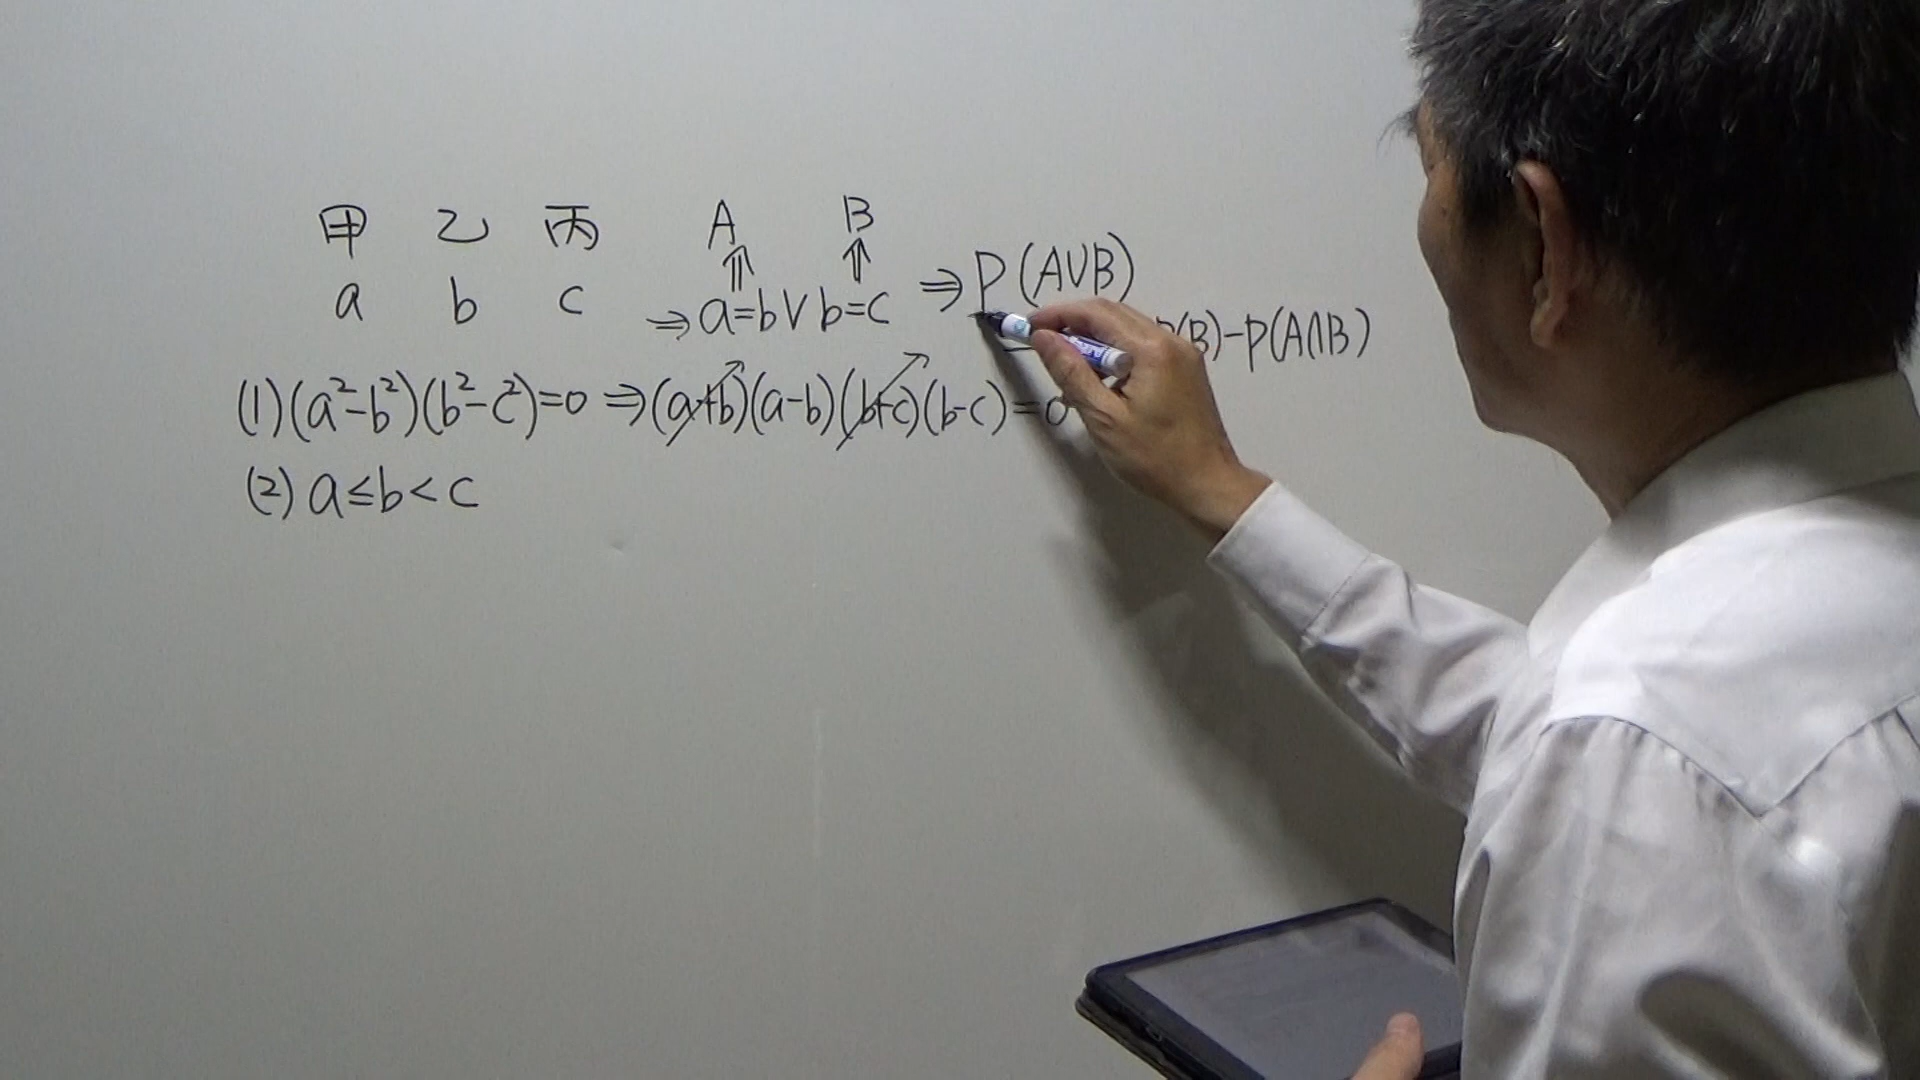 甲 乙 丙 A B
⇑ ⇑
a b c ⇒ a=b∨b=c ⇒ P(A∪B)
P(B)-P(A∩B)
(1)(a²-b²)(b²-c²)=0 ⇒(a+b)(a-b)(b+c)(b-c)=0
(2) a≤b<c